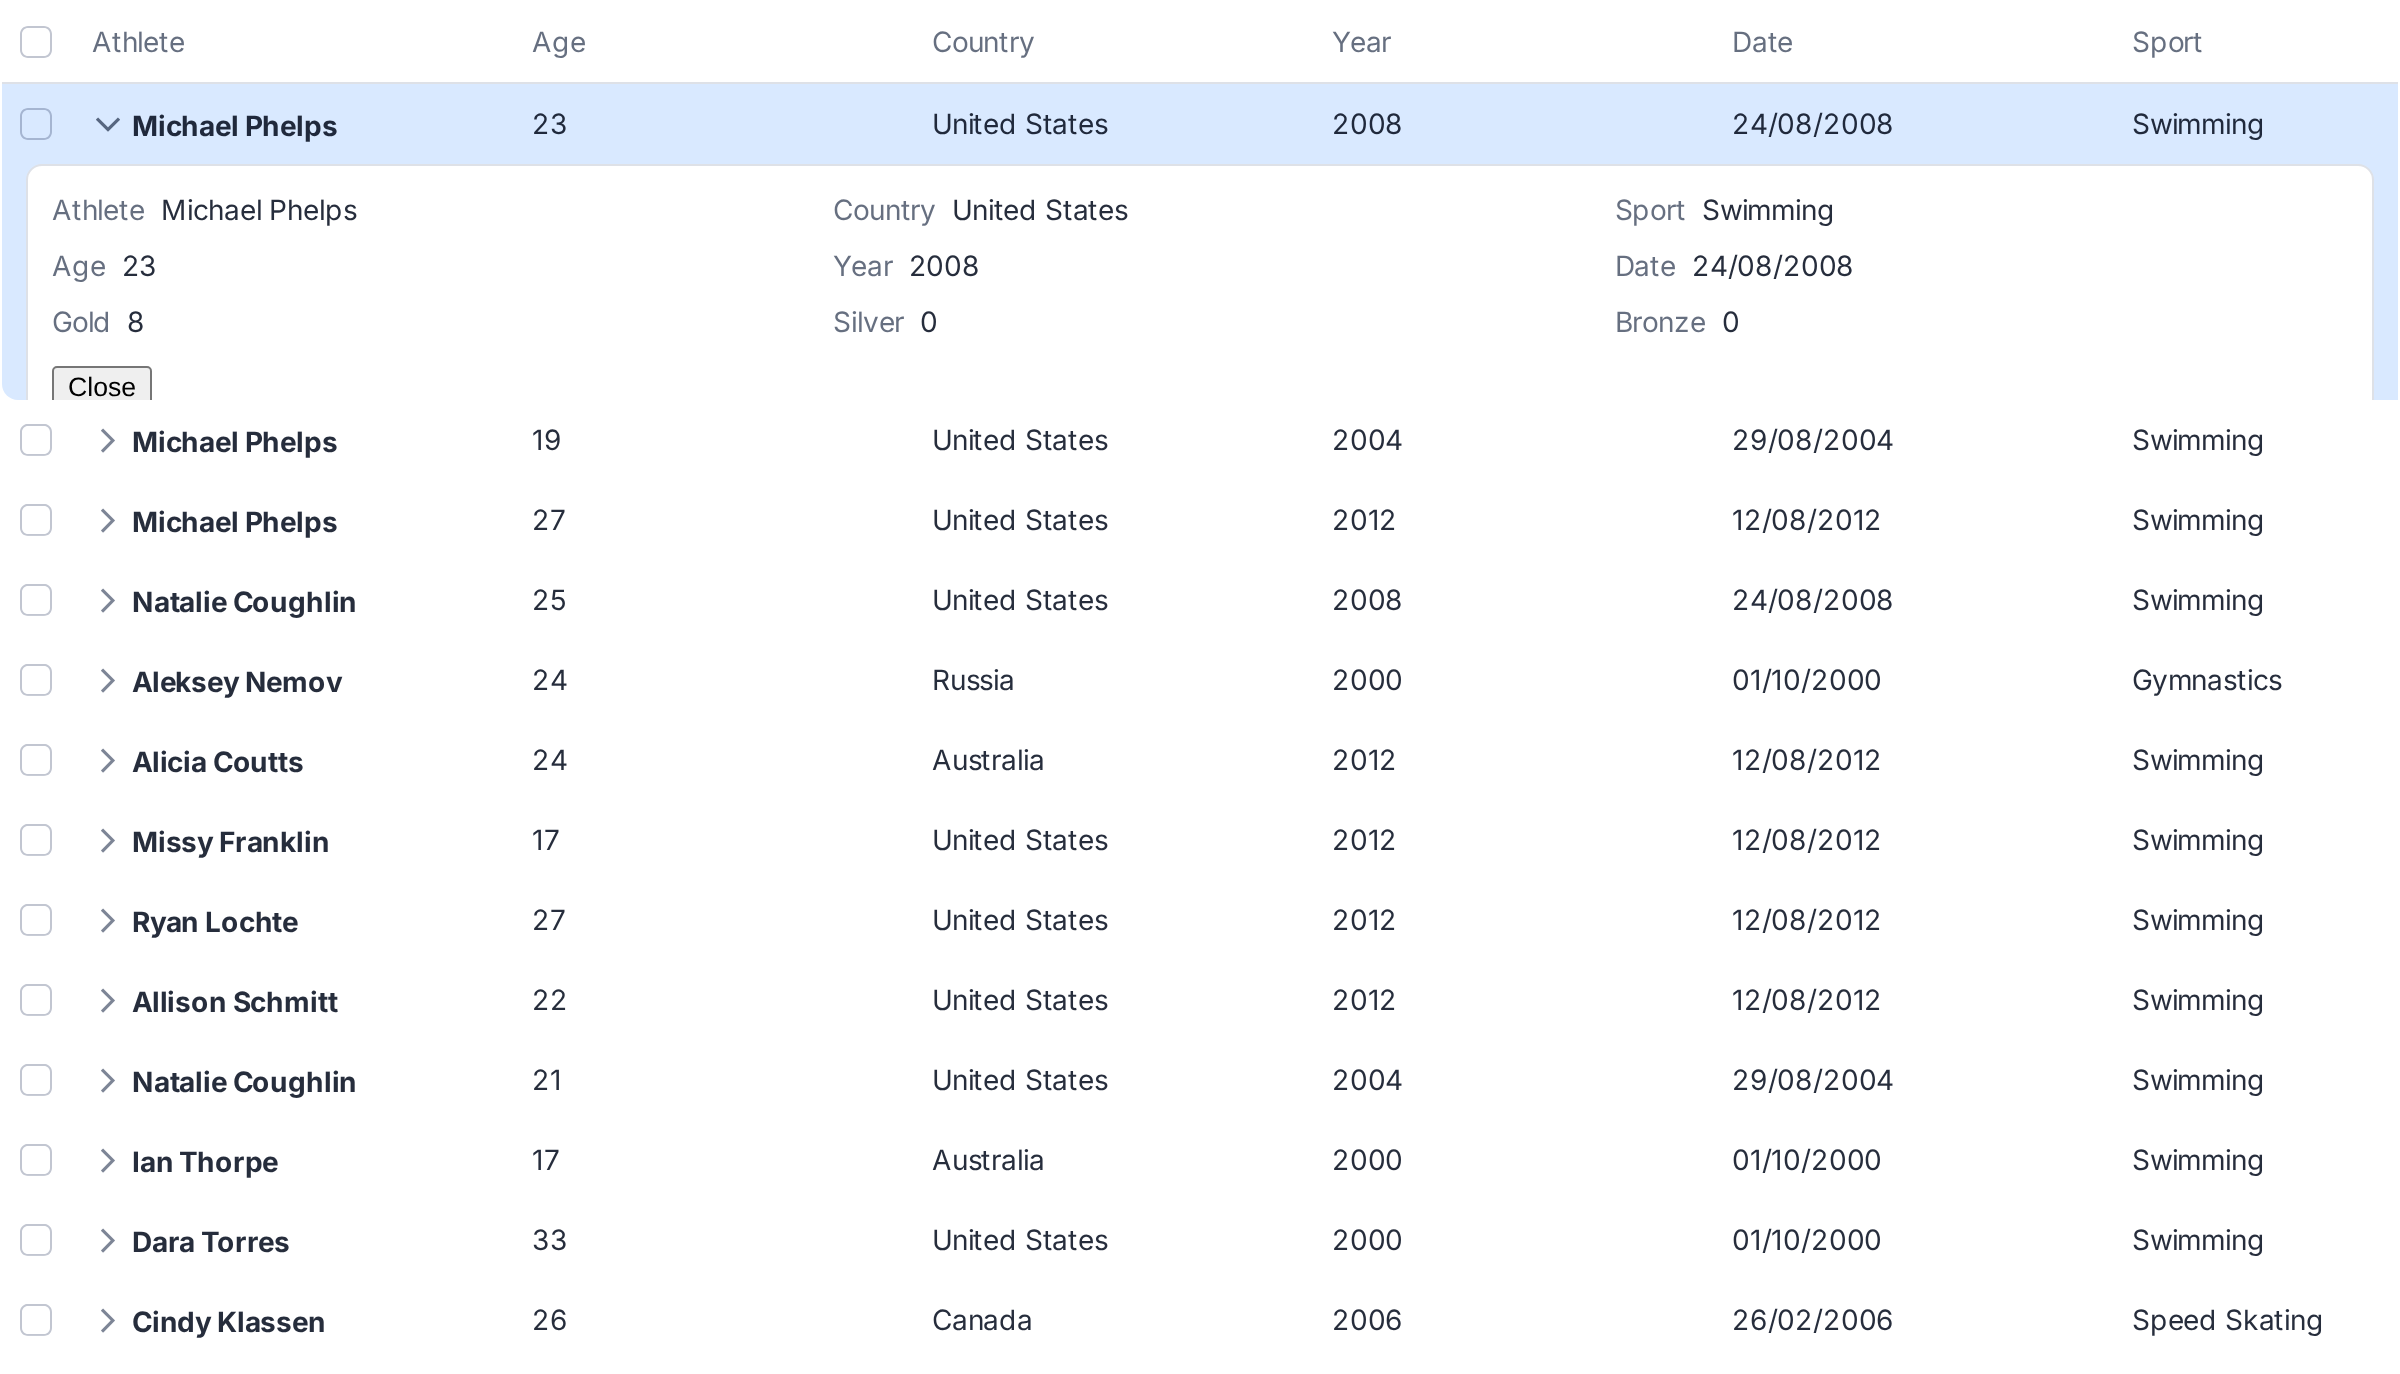 Athlete Age Country Year Date Sport
Michael Phelps 23 United States 2008 24/08/2008 Swimming
Athlete Michael Phelps Country United States Sport Swimming
Age 23 Year 2008 Date 24/08/2008
Gold 8 Silver 0 Bronze 0
Close
Michael Phelps 19 United States 2004 29/08/2004 Swimming
Michael Phelps 27 United States 2012 12/08/2012 Swimming
Natalie Coughlin 25 United States 2008 24/08/2008 Swimming
Aleksey Nemov 24 Russia 2000 01/10/2000 Gymnastics
Alicia Coutts 24 Australia 2012 12/08/2012 Swimming
Missy Franklin 17 United States 2012 12/08/2012 Swimming
Ryan Lochte 27 United States 2012 12/08/2012 Swimming
Allison Schmitt 22 United States 2012 12/08/2012 Swimming
Natalie Coughlin 21 United States 2004 29/08/2004 Swimming
Ian Thorpe 17 Australia 2000 01/10/2000 Swimming
Dara Torres 33 United States 2000 01/10/2000 Swimming
Cindy Klassen 26 Canada 2006 26/02/2006 Speed Skating